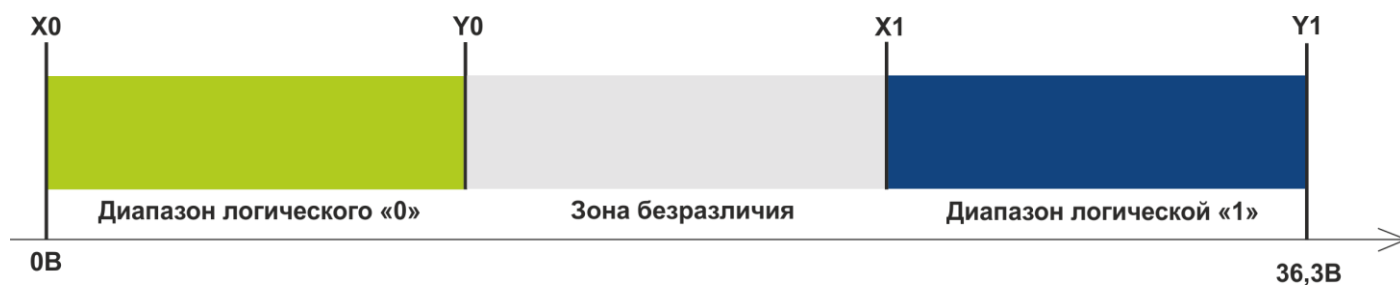 X0 Y0 X1 Y1
Диапазон логического «0» Зона безразличия Диапазон логической «1»
0В 36,3В